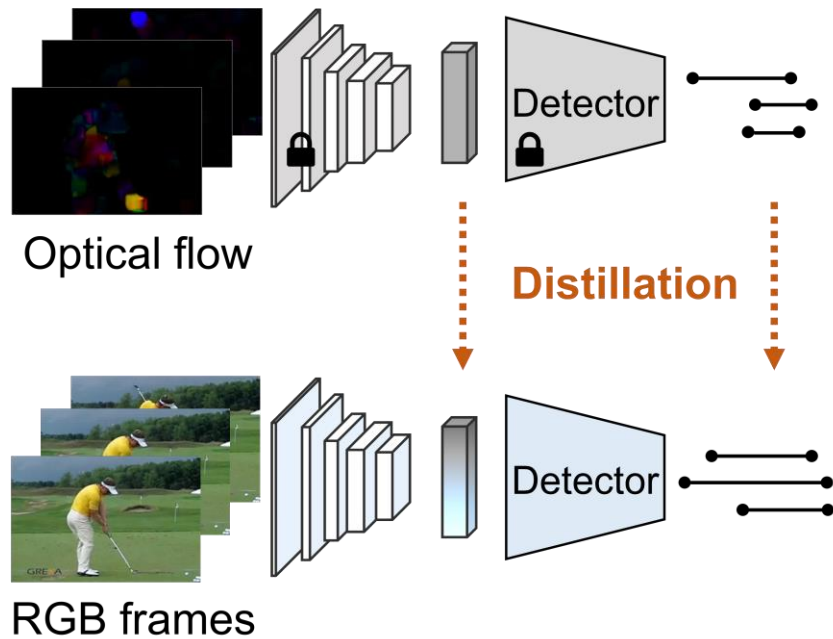 Detector
Optical flow
Distillation
Detector
RGB frames